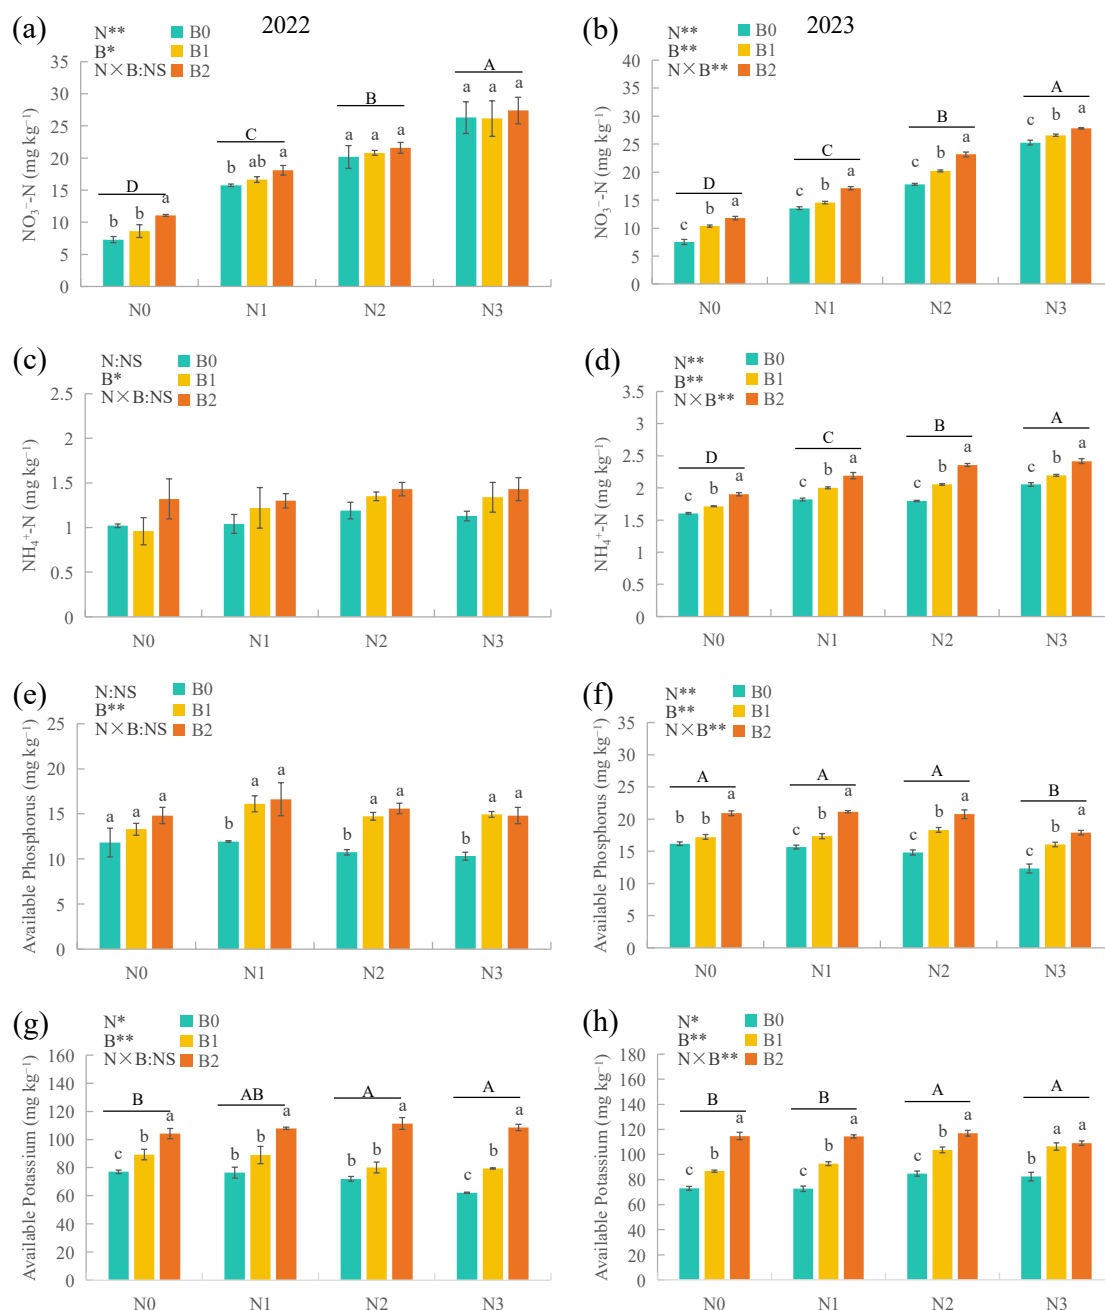 (a)
2022
N**
B*
N×B:NS
B0
B1
B2
NO₃⁻-N (mg kg⁻¹)
40
35
30
25
20
15
10
5
0
D
C
B
A
b b a
b ab a
a a a
a a a
N0 N1 N2 N3
(b)
2023
N**
B**
N×B**
B0
B1
B2
NO₃⁻-N (mg kg⁻¹)
40
35
30
25
20
15
10
5
0
D
C
B
A
c b a
c b a
c b a
c b a
N0 N1 N2 N3
(c)
N:NS
B*
N×B:NS
B0
B1
B2
NH₄⁺-N (mg kg⁻¹)
2.5
2
1.5
1
0.5
0
N0 N1 N2 N3
(d)
N**
B**
N×B**
B0
B1
B2
NH₄⁺-N (mg kg⁻¹)
3.5
3
2.5
2
1.5
1
0.5
0
D
C
B
A
c b a
c b a
c b a
c b a
N0 N1 N2 N3
(e)
N:NS
B**
N×B:NS
B0
B1
B2
Available Phosphorus (mg kg⁻¹)
25
20
15
10
5
0
a a a
b a a
b a a
b a a
N0 N1 N2 N3
(f)
N**
B**
N×B**
B0
B1
B2
Available Phosphorus (mg kg⁻¹)
35
30
25
20
15
10
5
0
A
A
A
B
b b a
c b a
c b a
c b a
N0 N1 N2 N3
(g)
N*
B**
N×B:NS
B0
B1
B2
Available Potassium (mg kg⁻¹)
160
140
120
100
80
60
40
20
0
B
AB
A
A
c b a
b b a
b b a
c b a
N0 N1 N2 N3
(h)
N*
B**
N×B**
B0
B1
B2
Available Potassium (mg kg⁻¹)
180
160
140
120
100
80
60
40
20
0
B
B
A
A
c b a
c b a
c b a
c a a
N0 N1 N2 N3